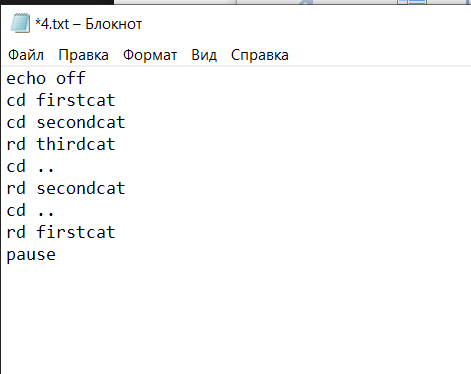 *4.txt – Блокнот
Файл Правка Формат Вид Справка
echo off
cd firstcat
cd secondcat
rd thirdcat
cd ..
rd secondcat
cd ..
rd firstcat
pause